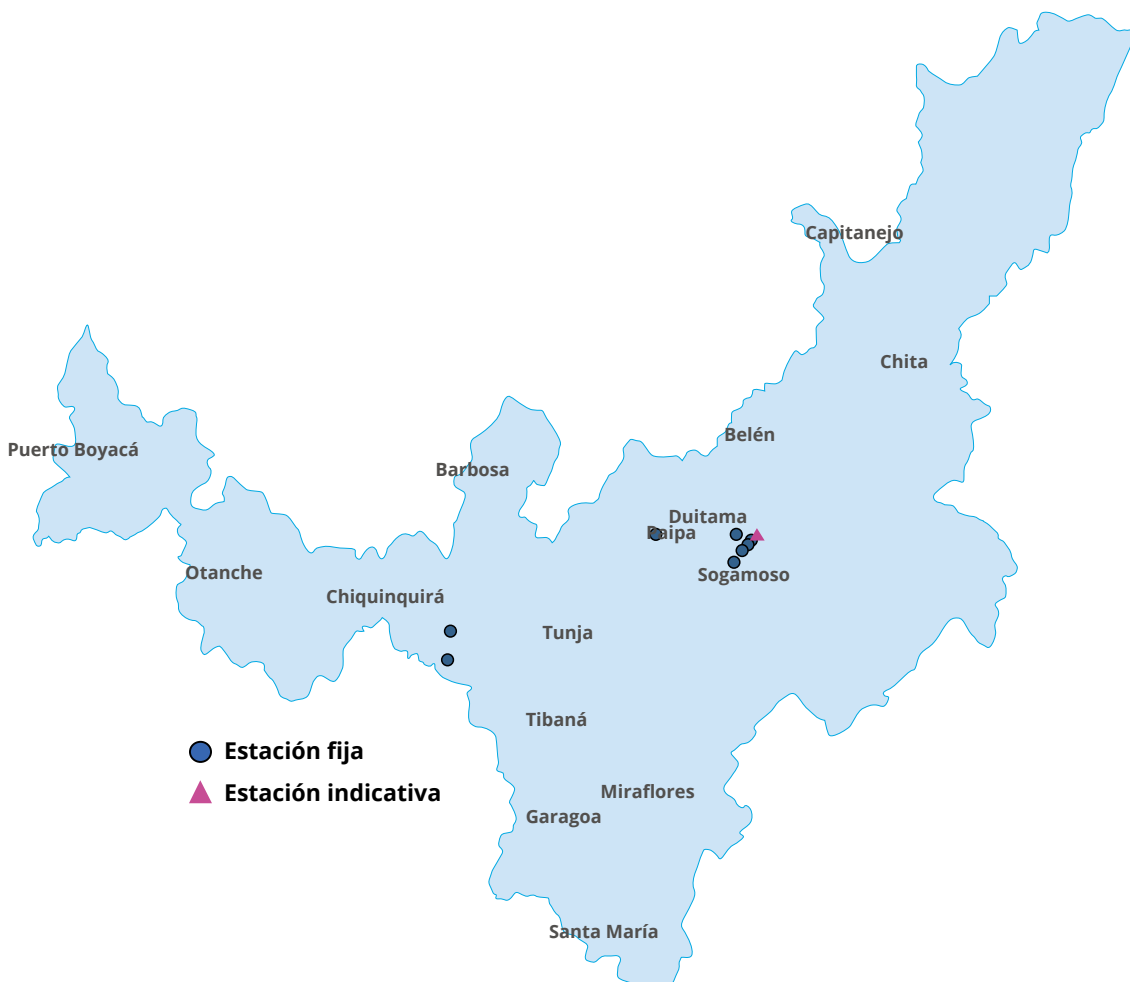 Capitanejo
Chita
Belén
Puerto Boyacá
Barbosa
Duitama
Paipa
Otanche
Sogamoso
Chiquinquirá
Tunja
Tibaná
Estación fija
Estación indicativa
Miraflores
Garagoa
Santa María